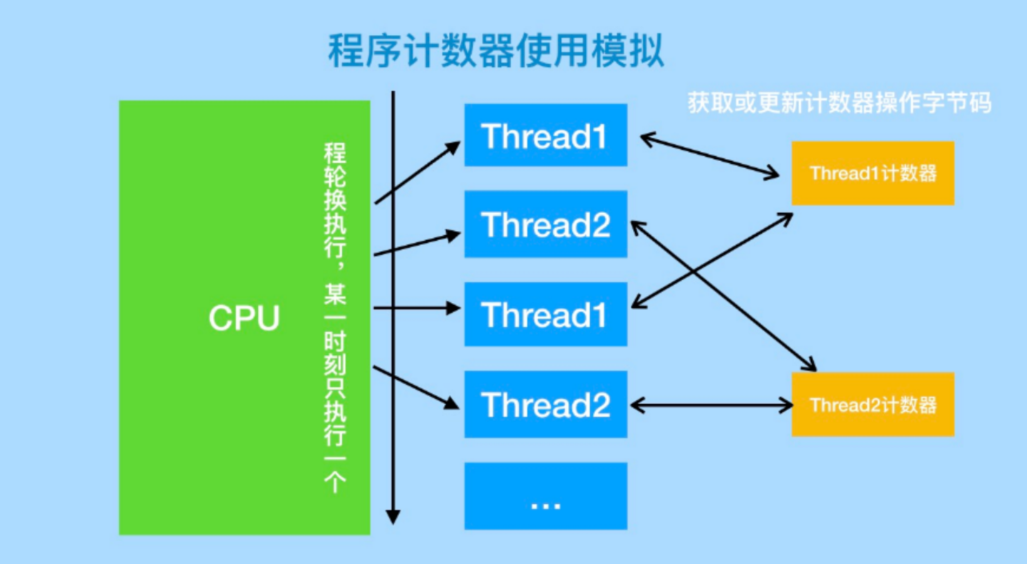 程序计数器使用模拟
获取或更新计数器操作字节码
CPU
程轮换执行，某一时刻只执行一个
Thread1
Thread2
Thread1
Thread2
...
Thread1计数器
Thread2计数器